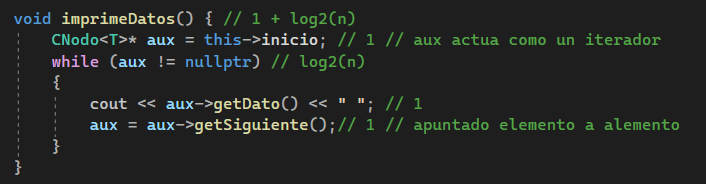 void imprimeDatos() { // 1 + log2(n)
CNodo<T>* aux = this->inicio; // 1 // aux actua como un iterador
while (aux != nullptr) // log2(n)
{
cout << aux->getDato() << " "; // 1
aux = aux->getSiguiente();// 1 // apuntado elemento a alemento
}
}